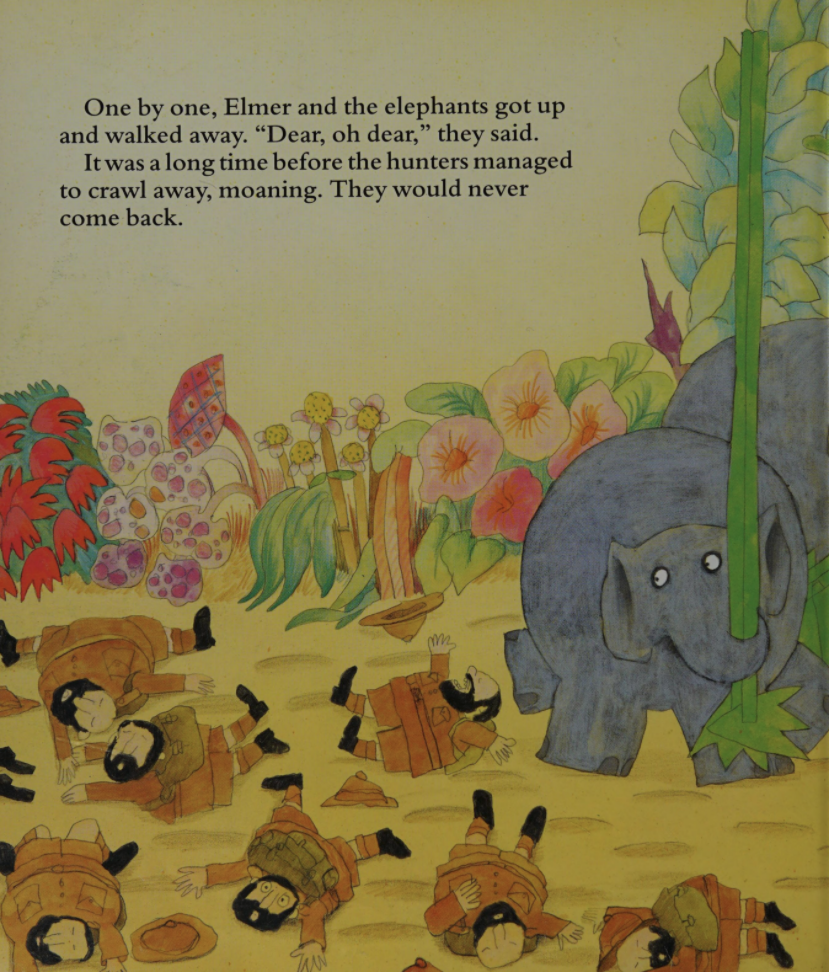 One by one, Elmer and the elephants got up
and walked away. “Dear, oh dear,” they said.
It was a long time before the hunters managed
to crawl away, moaning. They would never
come back.